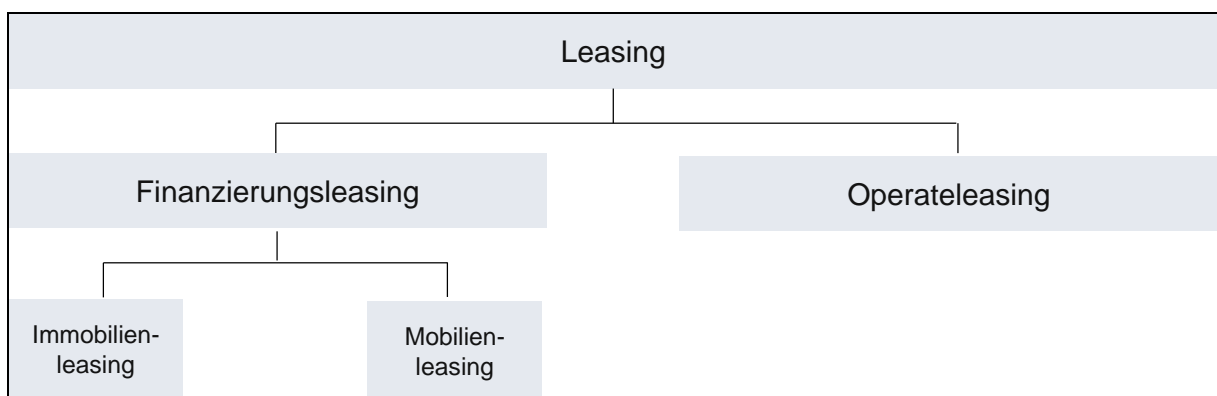 Leasing
Finanzierungsleasing
Operateleasing
Immobilien-
leasing
Mobilien-
leasing